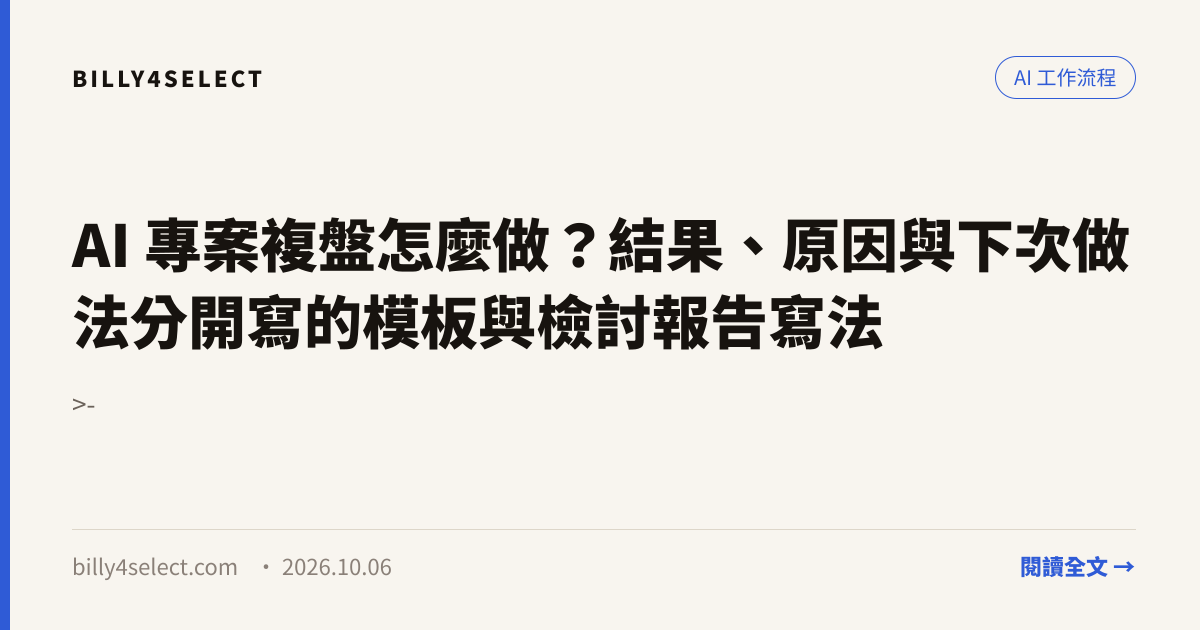 BILLY4SELECT
AI 工作流程
AI 專案複盤怎麼做？結果、原因與下次做
法分開寫的模板與檢討報告寫法
>-
billy4select.com • 2026.10.06
閱讀全文 →